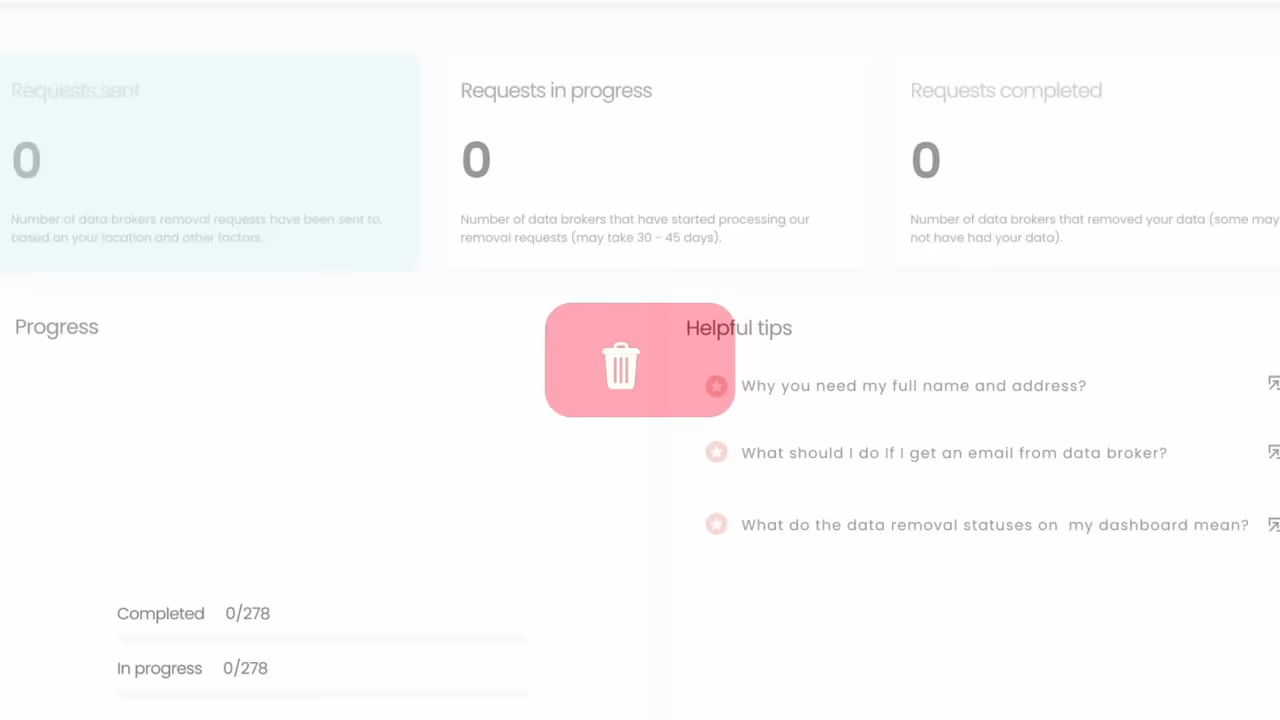 Requests sent
Requests in progress
Requests completed
0
0
0
Number of data brokers removal requests have been sent to,
based on your location and other factors.
Number of data brokers that have started processing our
removal requests (may take 30 - 45 days).
Number of data brokers that removed your data (some may
not have had your data).
Progress
Helpful tips
Why you need my full name and address?
What should I do If I get an email from data broker?
What do the data removal statuses on my dashboard mean?
Completed 0/278
In progress 0/278